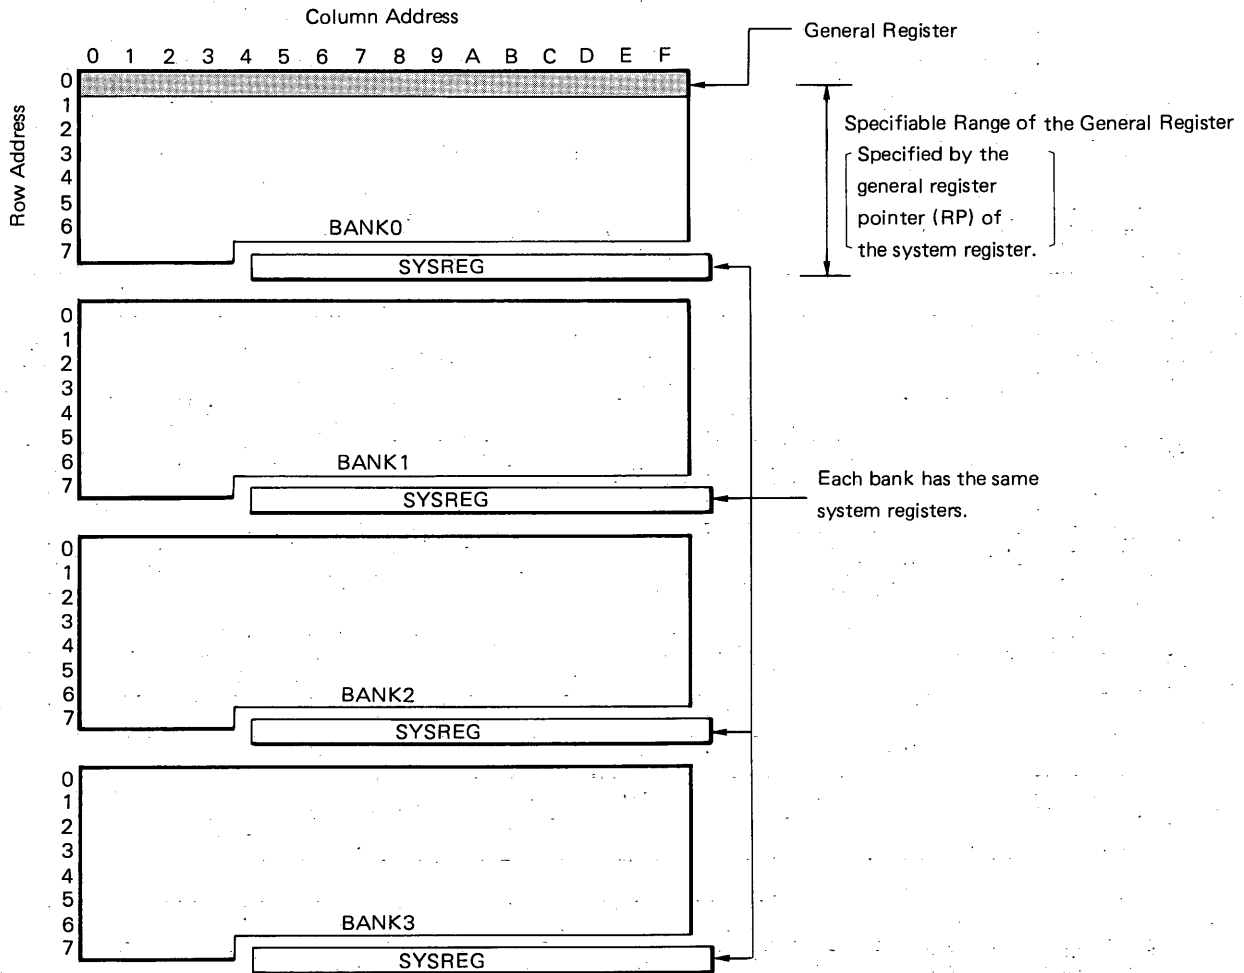 Column Address
General Register
0 1 2 3 4 5 6 7 8 9 A B C D E F
Row Address
0
1
2
3
4
5
6
7
BANK0
SYSREG
Specifiable Range of the General Register
Specified by the
general register
pointer (RP) of
the system register.
0
1
2
3
4
5
6
7
BANK1
SYSREG
Each bank has the same
system registers.
0
1
2
3
4
5
6
7
BANK2
SYSREG
0
1
2
3
4
5
6
7
BANK3
SYSREG